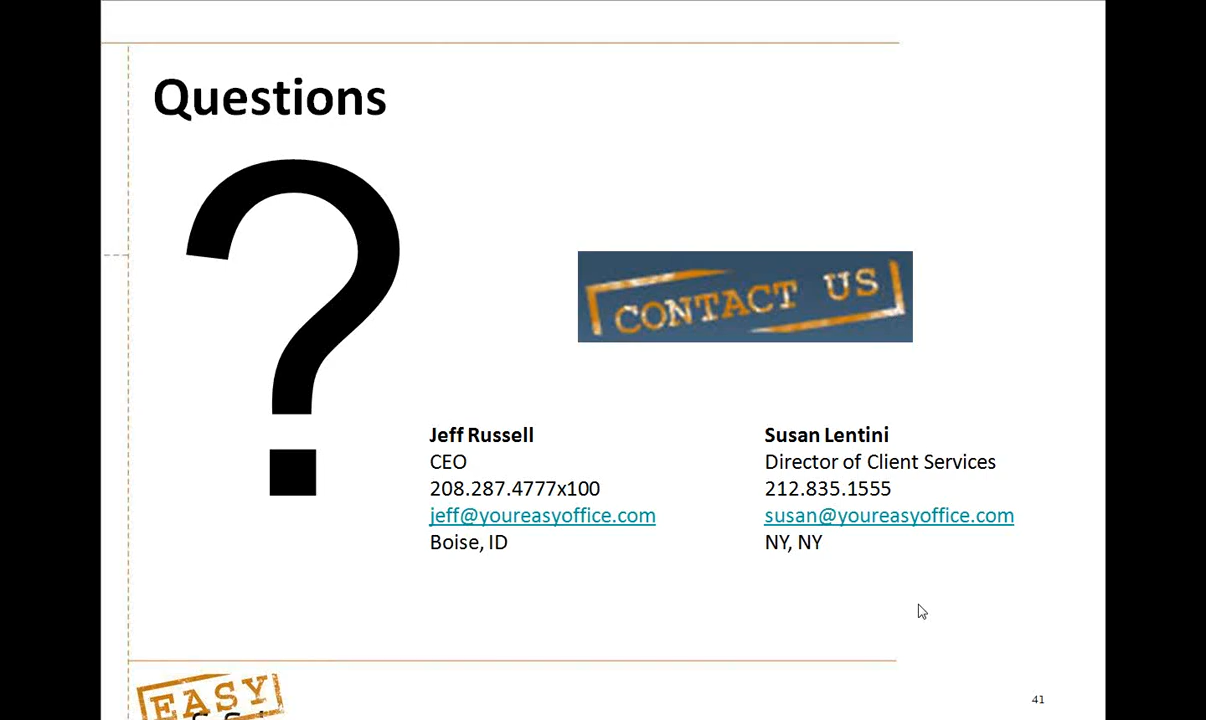 Questions
?
CONTACT US
Jeff Russell
CEO
208.287.4777x100
jeff@youreasyoffice.com
Boise, ID
Susan Lentini
Director of Client Services
212.835.1555
susan@youreasyoffice.com
NY, NY
EASY
41